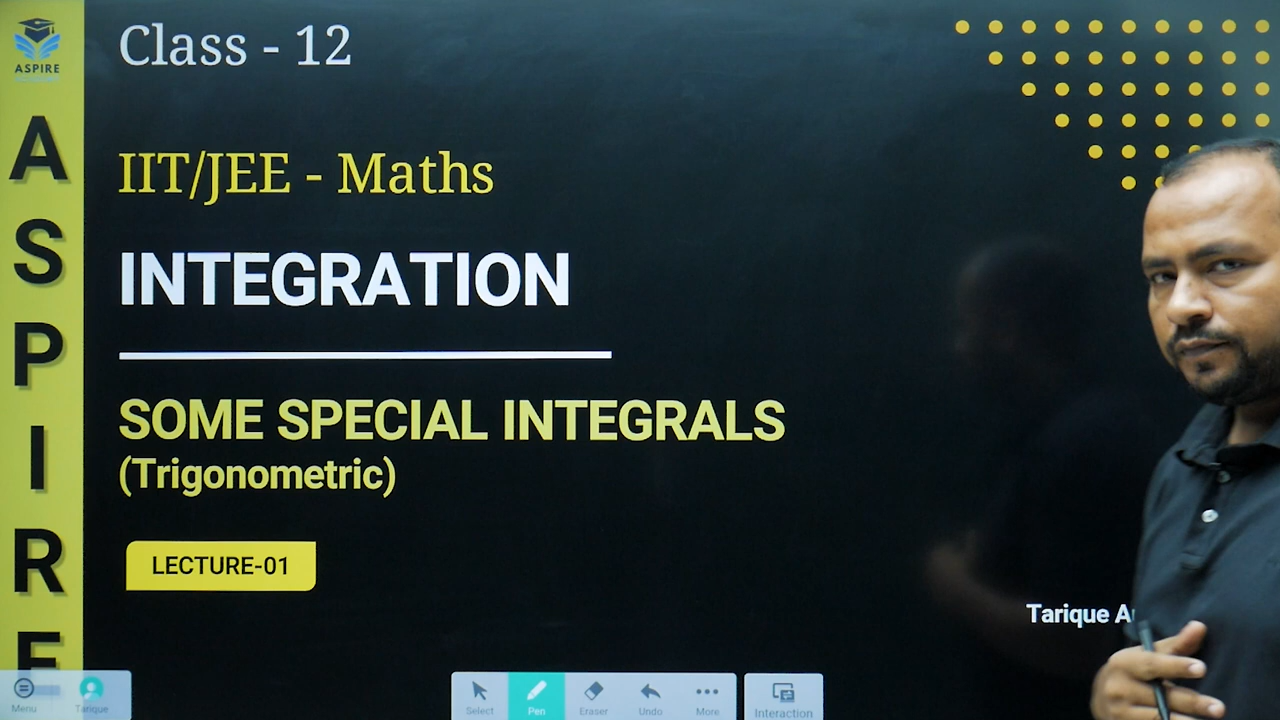 ASPIRE
Class - 12
IIT/JEE - Maths
INTEGRATION
SOME SPECIAL INTEGRALS
(Trigonometric)
LECTURE-01
Tarique
A
S
P
I
R
E
Menu
Tarique
Select
Pen
Eraser
Undo
More
Interaction